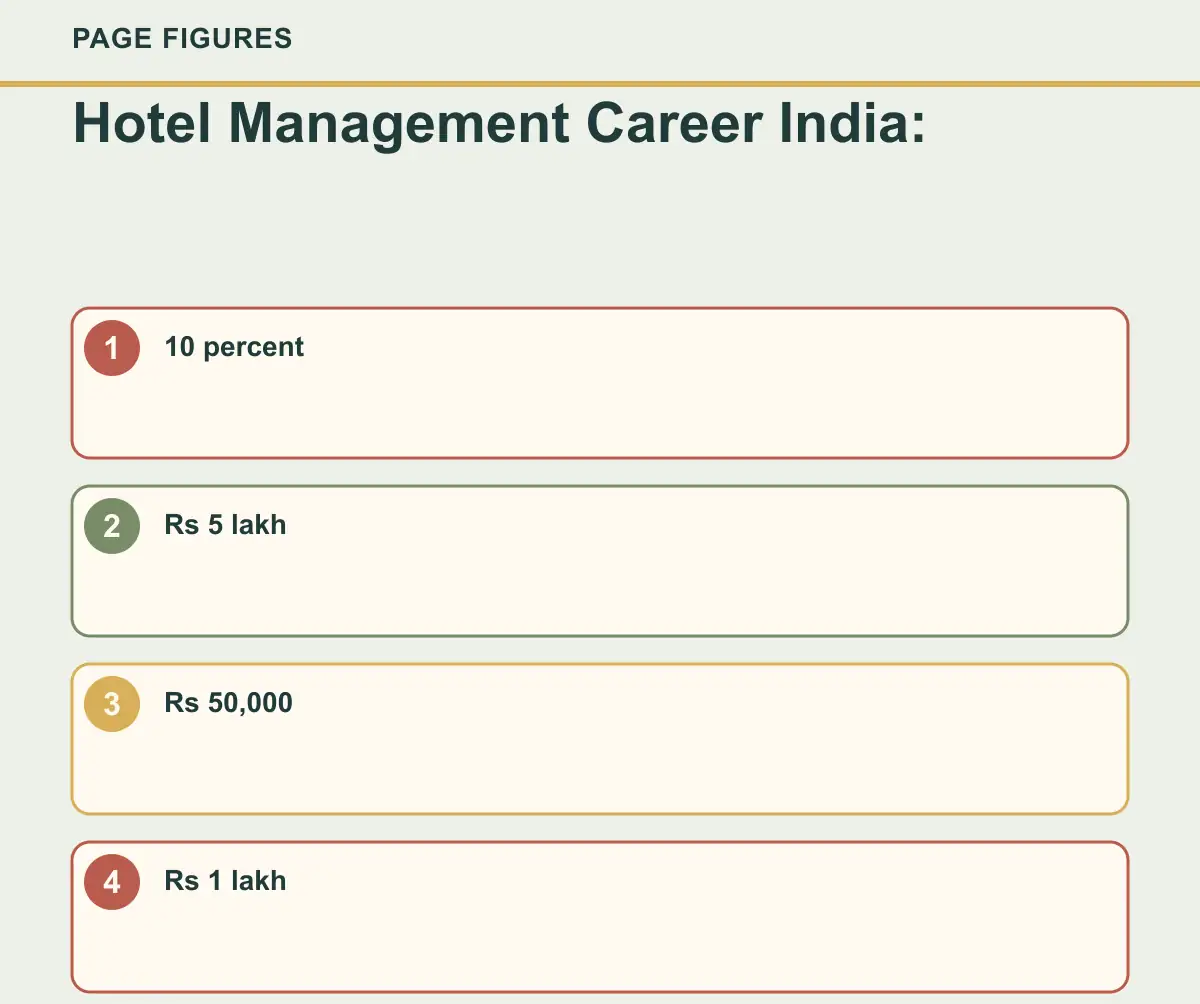 PAGE FIGURES
Hotel Management Career India:
1 10 percent
2 Rs 5 lakh
3 Rs 50,000
4 Rs 1 lakh